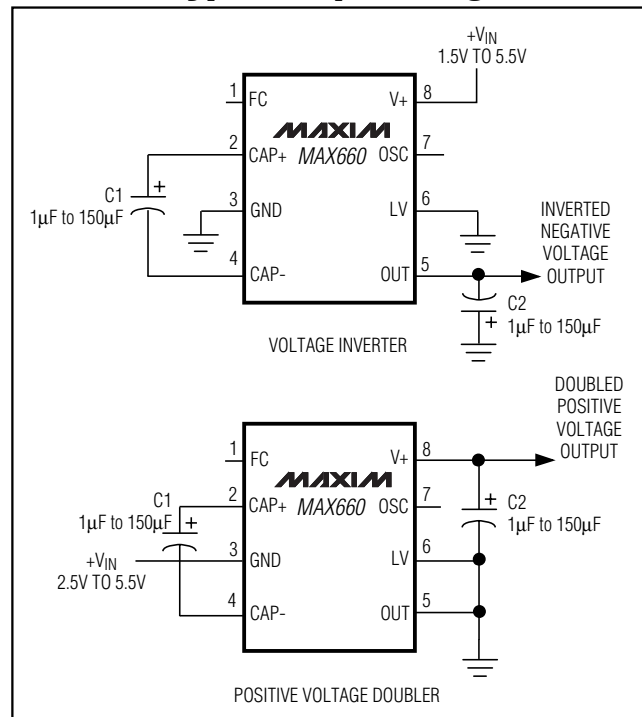 +VIN
1.5V TO 5.5V
1 FC V+ 8
MAXIM
2 CAP+ MAX660 OSC 7
C1 +
1µF to 150µF
3 GND LV 6
4 CAP- OUT 5
INVERTED
NEGATIVE
VOLTAGE
OUTPUT
C2
+ 1µF to 150µF
VOLTAGE INVERTER
DOUBLED
POSITIVE
VOLTAGE
OUTPUT
1 FC V+ 8
MAXIM
2 CAP+ MAX660 OSC 7
C1
1µF to 150µF +
+ C2
1µF to 150µF
+VIN
2.5V TO 5.5V
3 GND LV 6
4 CAP- OUT 5
POSITIVE VOLTAGE DOUBLER